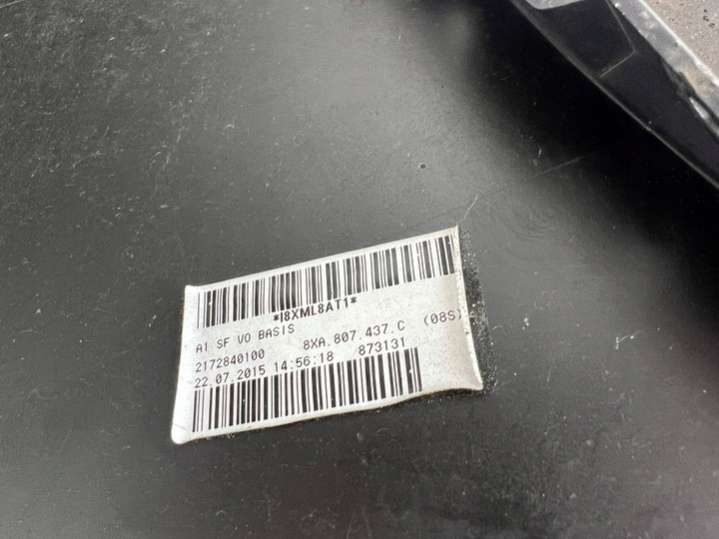 *I8XML8AT1*
A1 SF VO BASIS
2172840100 8XA.807.437.C (08S)
22.07.2015 14:56:18 873131